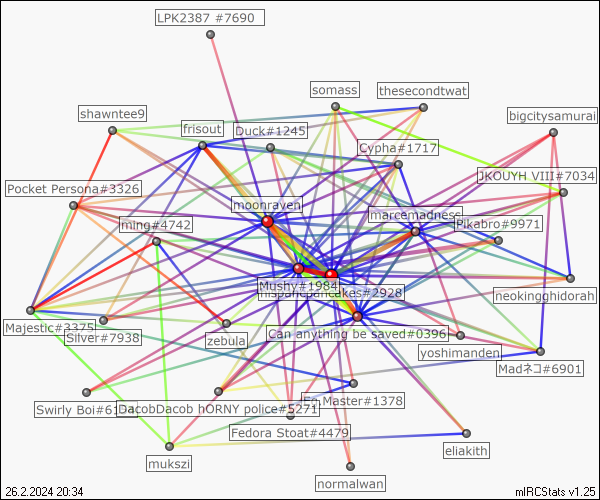 LPK2387 #7690
somass
thesecondtwat
shawntee9
bigcitysamurai
frisout
Duck#1245
Cypha#1717
JKOUYH VIII#7034
Pocket Persona#3326
moonraven
marcemadness
ming#4742
Pikabro#9971
Mushy#1984
#2928
neokingghidorah
Majestic#3375
Silver#7938
zebula
Can anything be saved#0396
yoshimanden
Madネコ#6901
Swirly Boi#61
DacobDacob hORNY police#5271
Master#1378
Fedora Stoat#4479
mukszi
eliakith
normalwan
26.2.2024 20:34
mIRCStats v1.25